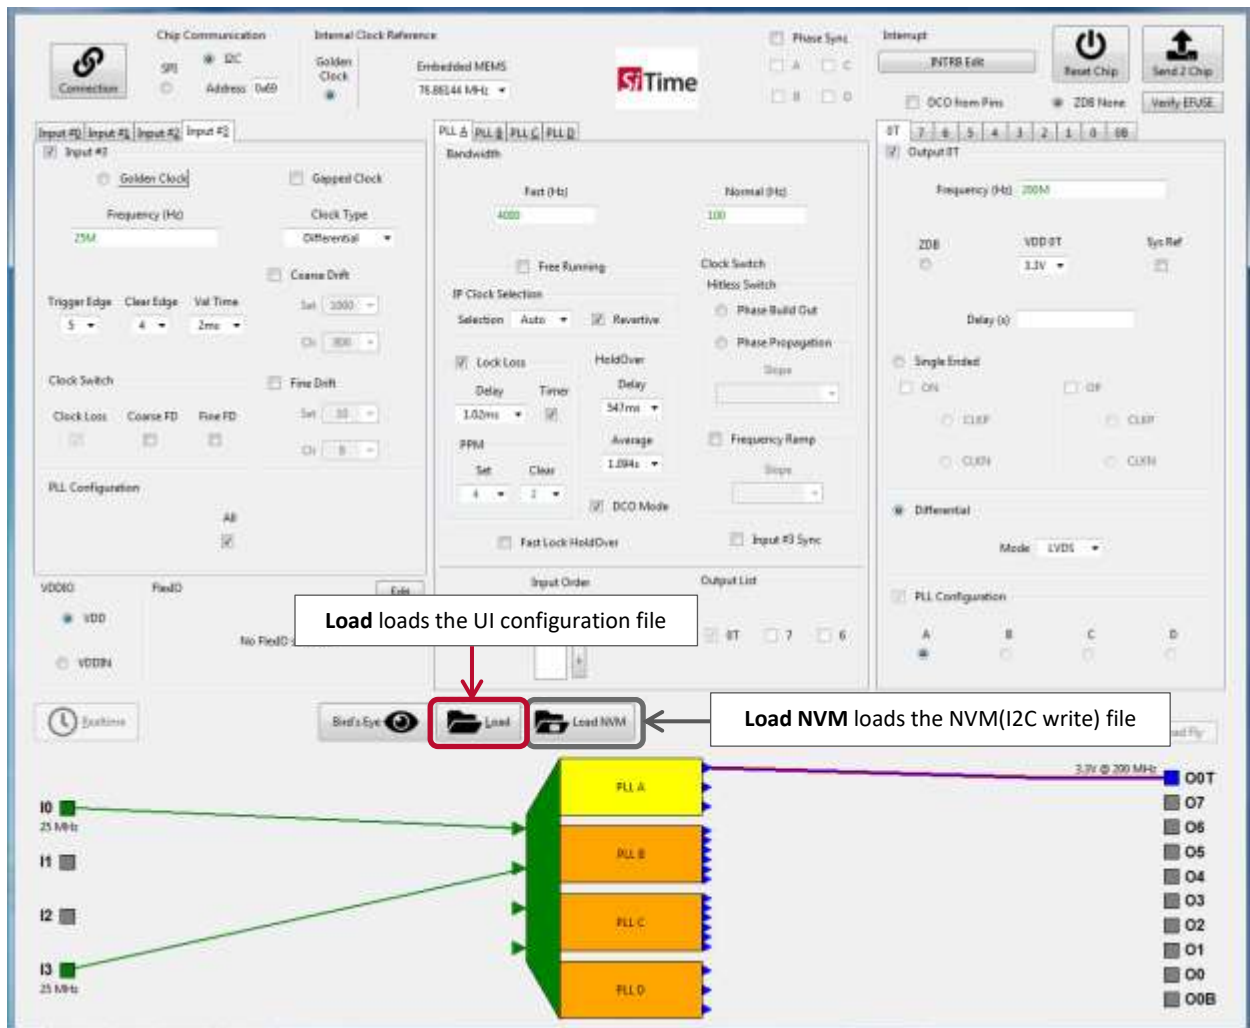 Chip Communication
Internal Clock Reference
Phase Sync
Interrupt
Connection
SPI
I2C
Address 0x69
Golden
Clock
Embedded MEMS
76.88144 MHz
SiTime
A
C
B
D
INTRB Edit
DCO from Pins
ZDB None
Reset Chip
Send 2 Chip
Verify EFUSE
Input #0
Input #1
Input #2
Input #3
Input #3
Golden Clock
Gapped Clock
Frequency (Hz)
Clock Type
25M
Differential
Coarse Drift
Trigger Edge
Clear Edge
Val Time
Set
1000
5
4
2ms
Clr
800
Clock Switch
Fine Drift
Clock Loss
Coarse FD
Fine FD
Set
10
Clr
8
PLL Configuration
All
VDDIO
FlexIO
Edit
VDD
VDDIN
PLL A
PLL B
PLL C
PLL D
Bandwidth
Fast (Hz)
Normal (Hz)
4000
100
Free Running
Clock Switch
IP Clock Selection
Hitless Switch
Selection
Auto
Revertive
Phase Build Out
Phase Propagation
Lock Loss
HoldOver
Slope
Delay
Timer
Delay
1.02ms
547ms
PPM
Average
Frequency Ramp
Set
Clear
1.094s
Slope
4
2
DCO Mode
Fast Lock HoldOver
Input #3 Sync
Input Order
Output List
0T
7
6
0T
7
6
5
4
3
2
1
0
0B
Output 0T
Frequency (Hz)
200M
ZDB
VDD 0T
Sys Ref
3.3V
Delay (s)
Single Ended
ON
OP
CLKP
CLKP
CLKN
CLKN
Differential
Mode
LVDS
PLL Configuration
A
B
C
D
Load loads the UI configuration file
Realtime
Bird's Eye
Load
Load NVM
Load NVM loads the NVM(I2C write) file
PLL A
PLL B
PLL C
PLL D
3.3V @ 200 MHz
I0
25 MHz
I1
I2
I3
25 MHz
O0T
O7
O6
O5
O4
O3
O2
O1
O0
O0B